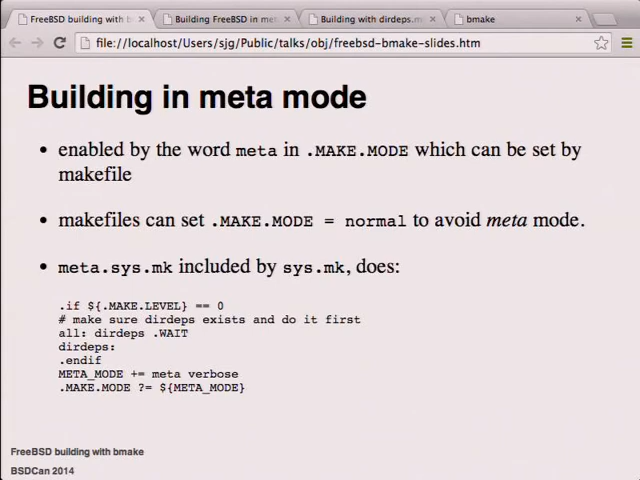 FreeBSD building with b
Building FreeBSD in met
Building with dirdeps.m
bmake
file://localhost/Users/sjg/Public/talks/obj/freebsd-bmake-slides.htm
Building in meta mode
• enabled by the word meta in .MAKE.MODE which can be set by
makefile
• makefiles can set .MAKE.MODE = normal to avoid meta mode.
• meta.sys.mk included by sys.mk, does:
.if ${.MAKE.LEVEL} == 0
# make sure dirdeps exists and do it first
all: dirdeps .WAIT
dirdeps:
.endif
META_MODE += meta verbose
.MAKE.MODE ?= ${META_MODE}
FreeBSD building with bmake
BSDCan 2014